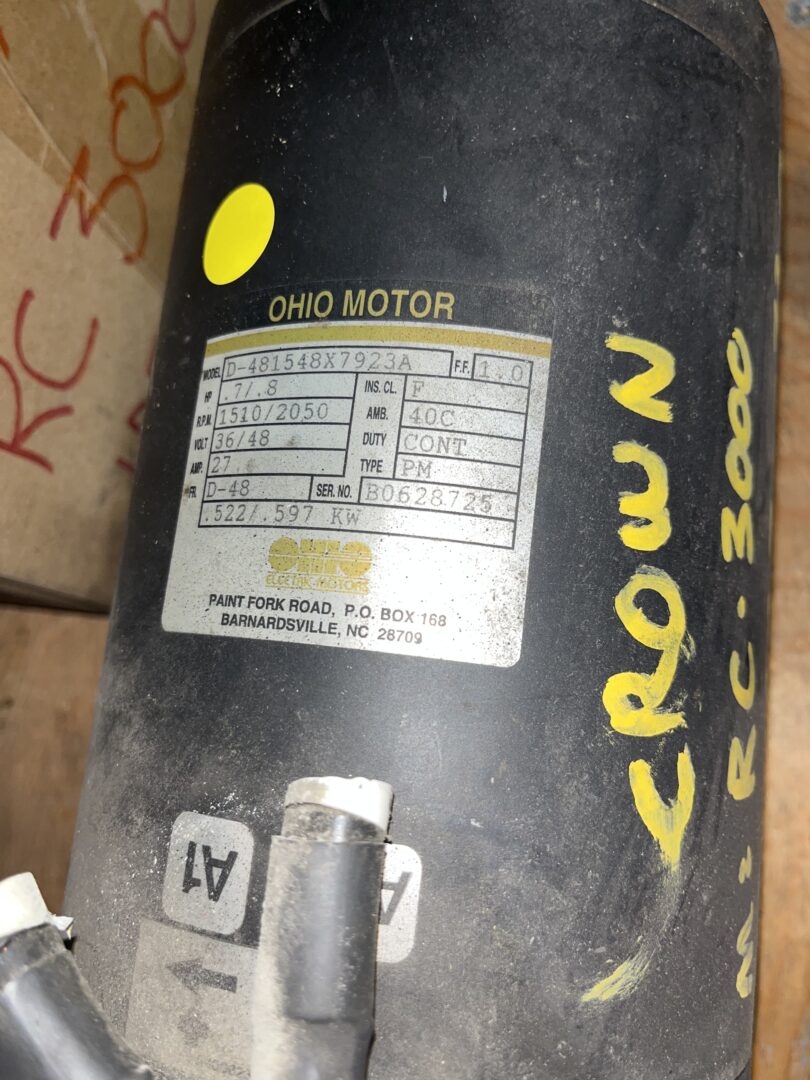 RC 3000
RC
OHIO MOTOR
MODEL D-481548X7923A F.F. 1.0
HP .7/.8 INS. CL. F
R.P.M. 1510/2050 AMB. 40C
VOLT 36/48 DUTY CONT
AMP. 27 TYPE PM
FR. D-48 SER. NO. B0628725
.522/.597 KW
OHIO
ELECTRIC MOTORS
PAINT FORK ROAD, P.O. BOX 168
BARNARDSVILLE, NC 28709
CROWN
M: RC. 3000
A1
A